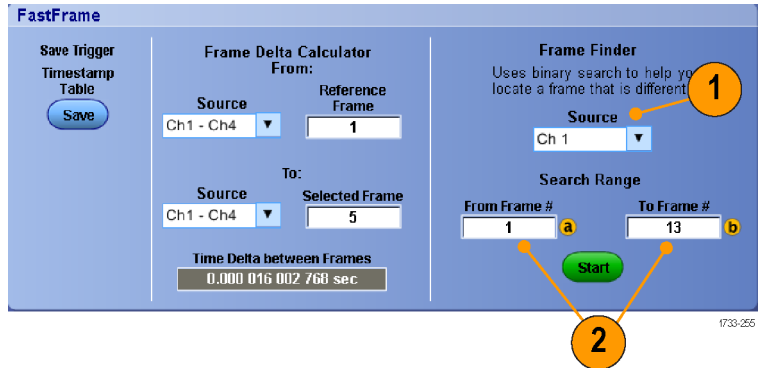 FastFrame
Save Trigger
Timestamp
Table
Save
Frame Delta Calculator
From:
Source
Reference
Frame
Ch1 - Ch4
1
To:
Source
Selected Frame
Ch1 - Ch4
5
Time Delta between Frames
0.000 016 002 768 sec
Frame Finder
Uses binary search to help
locate a frame that is different
1
Source
Ch 1
Search Range
From Frame #
To Frame #
1
a
13
b
Start
2
1733-255